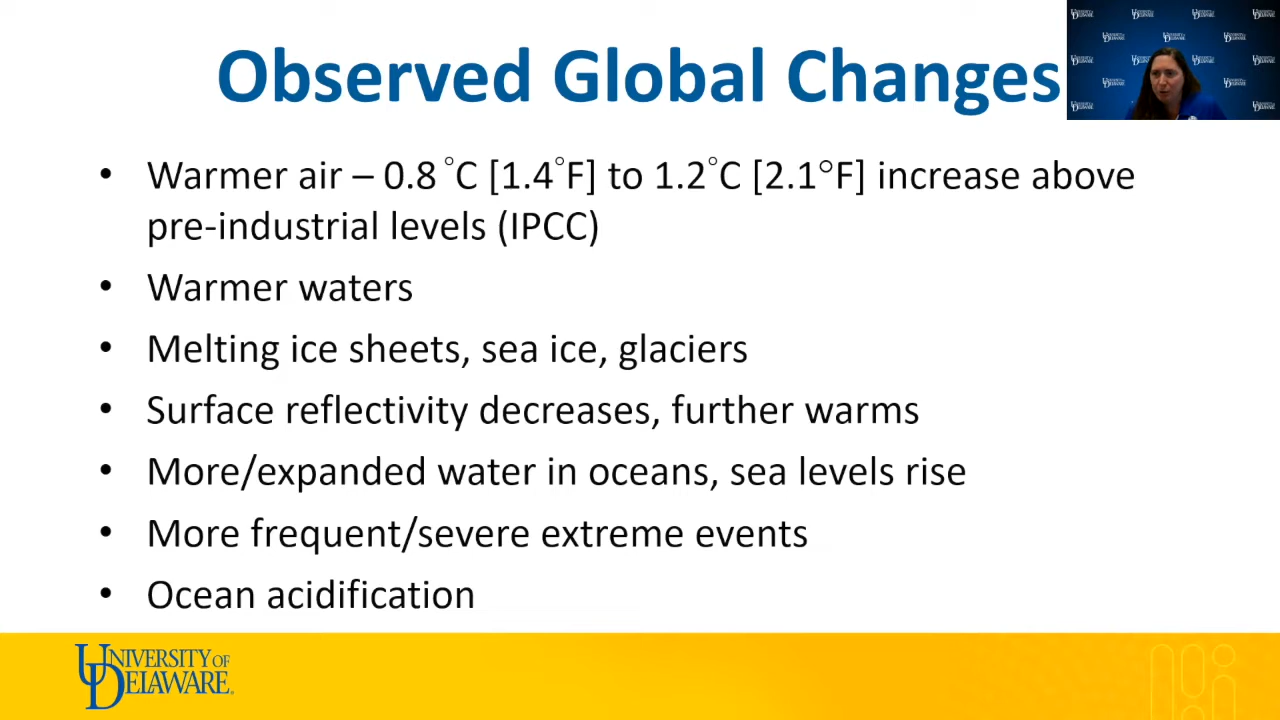 Observed Global Changes
• Warmer air – 0.8 °C [1.4°F] to 1.2°C [2.1°F] increase above
pre-industrial levels (IPCC)
• Warmer waters
• Melting ice sheets, sea ice, glaciers
• Surface reflectivity decreases, further warms
• More/expanded water in oceans, sea levels rise
• More frequent/severe extreme events
• Ocean acidification
UNIVERSITY OF
DELAWARE